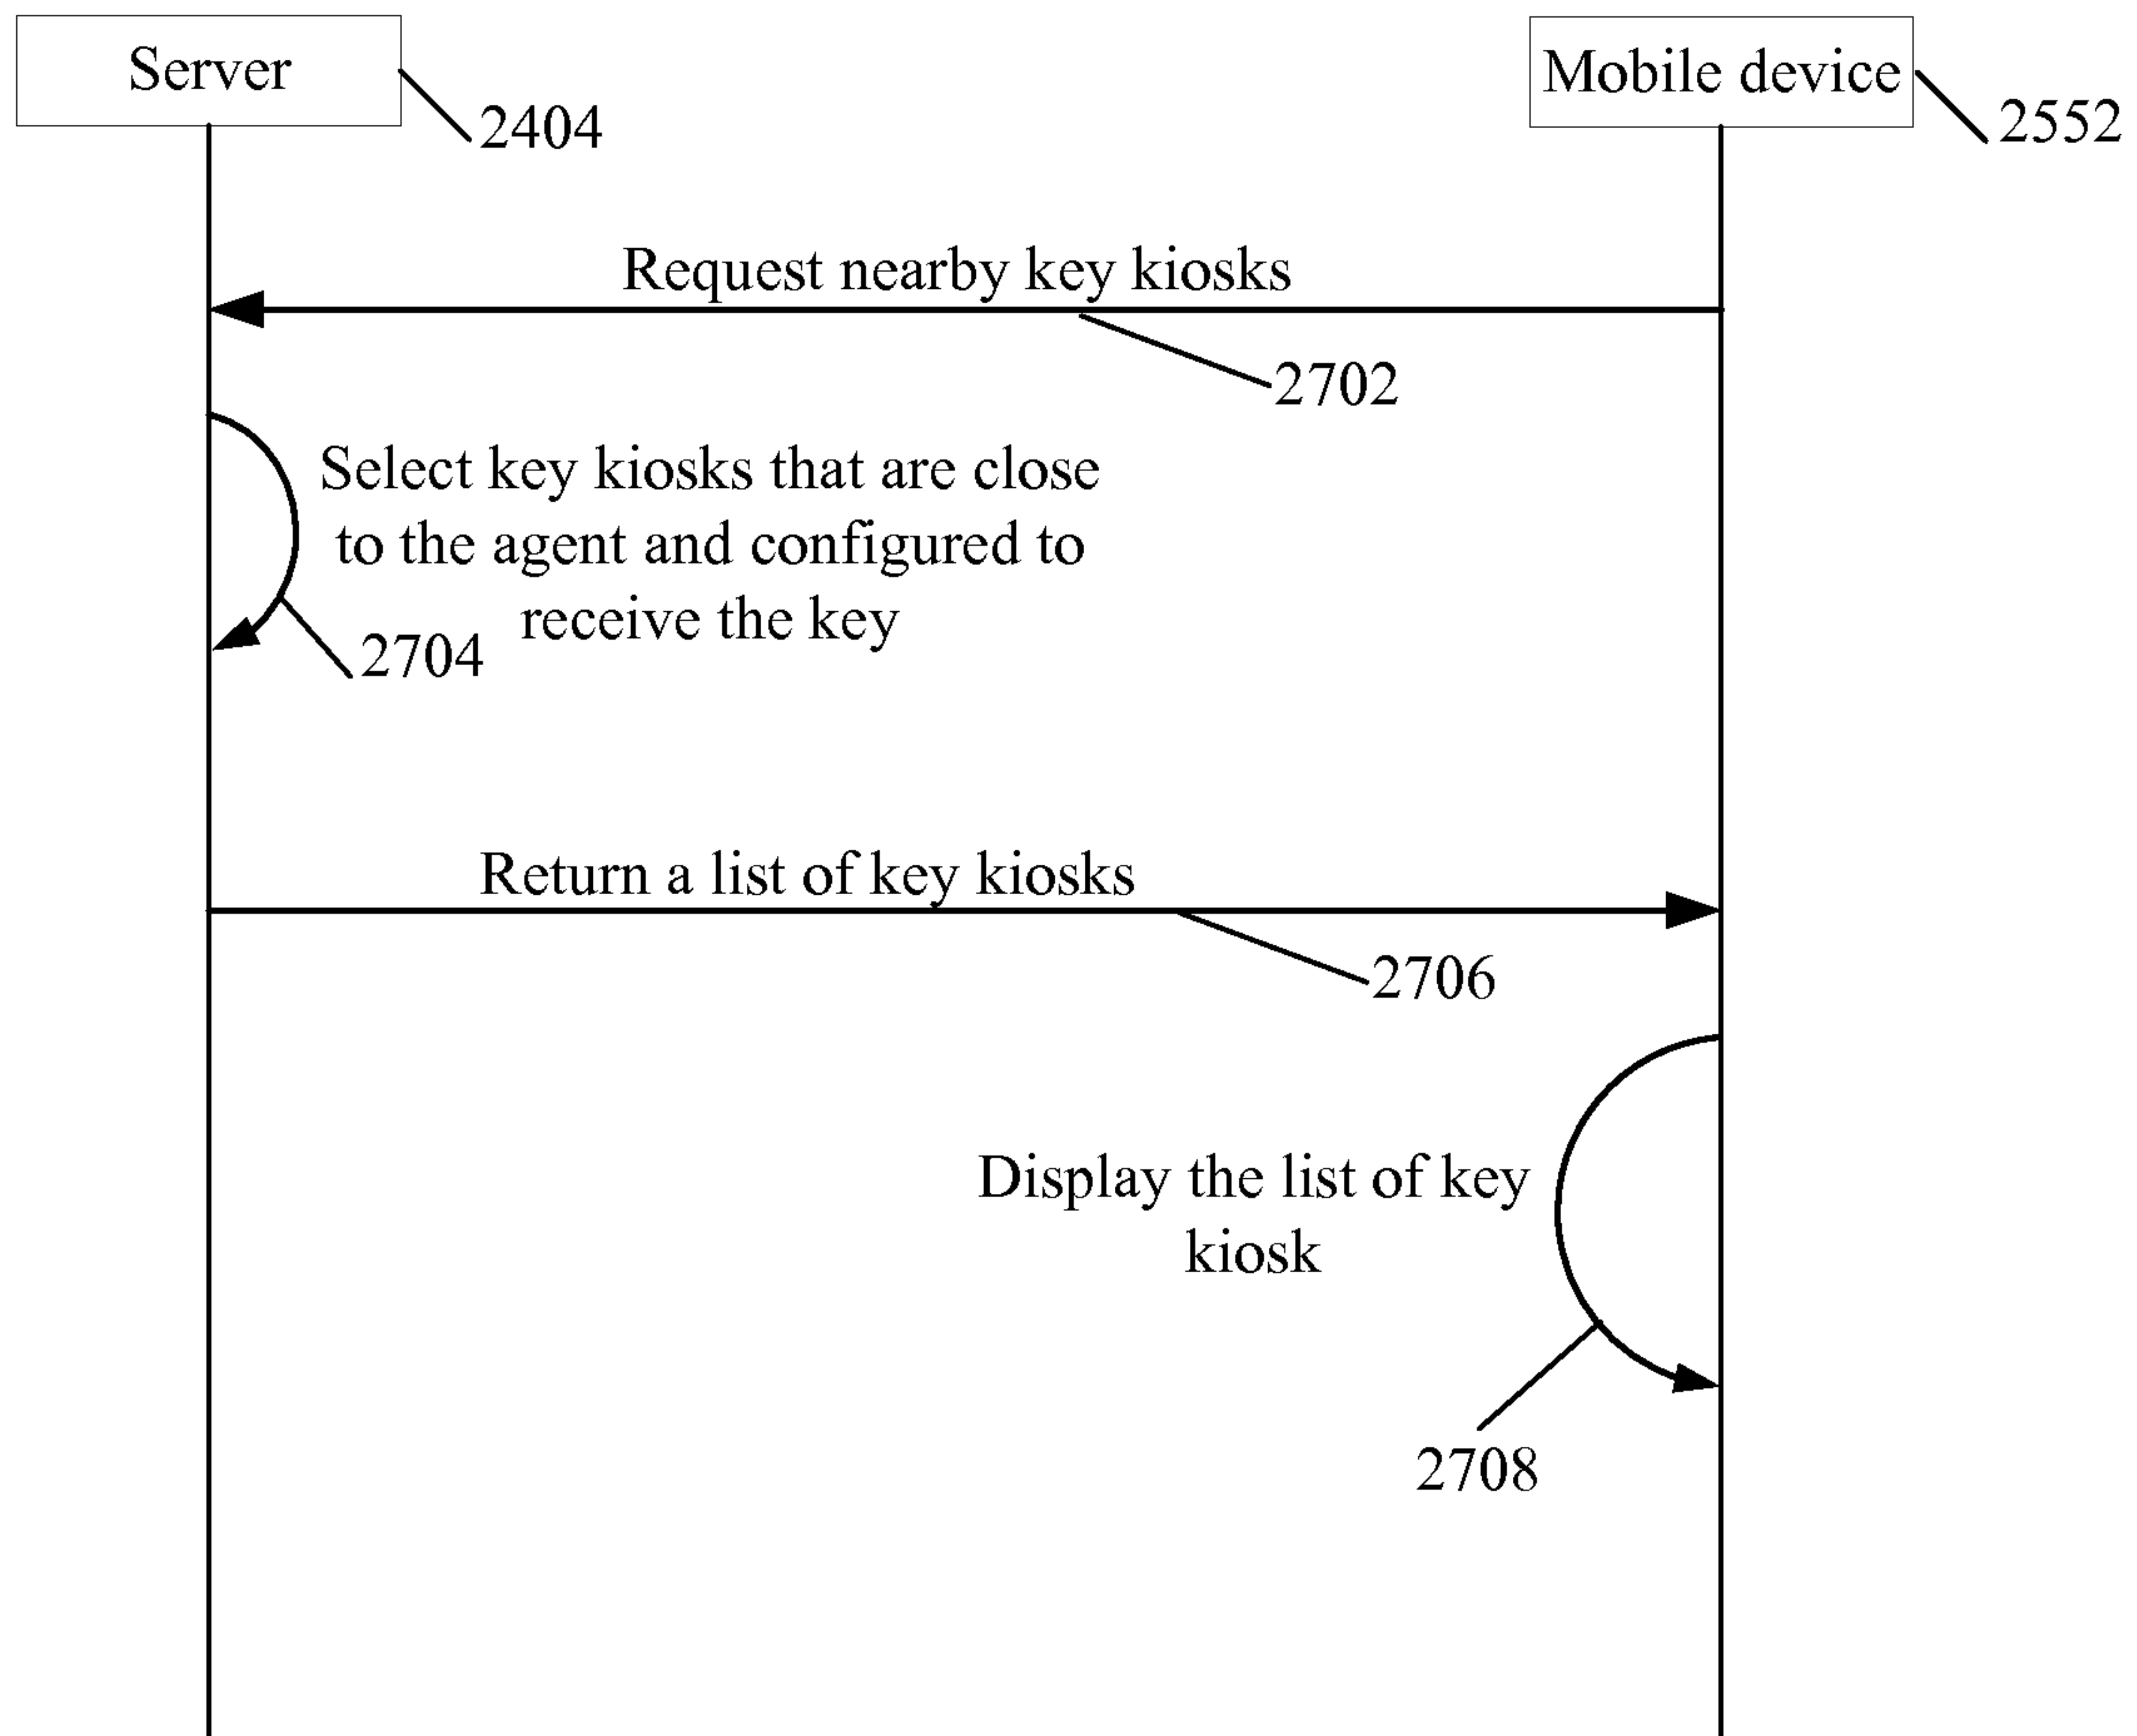 Server
Mobile device
2404
2552
Request nearby key kiosks
2702
Select key kiosks that are close
to the agent and configured to
receive the key
2704
Return a list of key kiosks
2706
Display the list of key
kiosk
2708